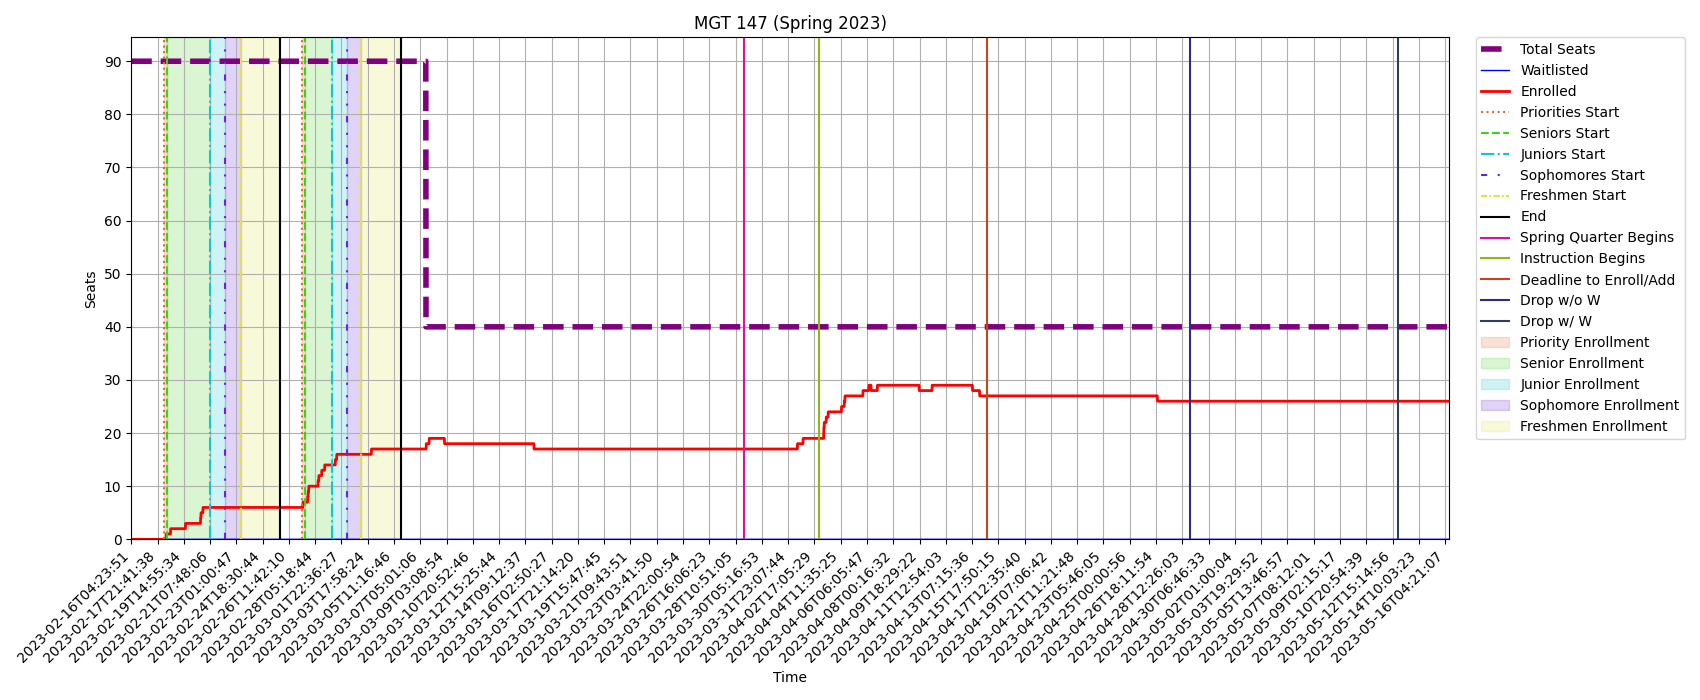 MGT 147 (Spring 2023)
Seats
90
80
70
60
50
40
30
20
10
0
2023-02-16T04:23:51
2023-02-17T21:41:38
2023-02-19T14:55:34
2023-02-21T07:48:06
2023-02-23T01:00:47
2023-02-24T18:30:44
2023-02-26T11:42:10
2023-02-28T05:18:44
2023-03-01T22:36:27
2023-03-03T17:58:24
2023-03-05T11:16:46
2023-03-07T05:01:06
2023-03-09T03:08:54
2023-03-10T20:52:46
2023-03-12T15:25:44
2023-03-14T09:12:37
2023-03-16T02:50:27
2023-03-17T21:14:20
2023-03-19T15:47:45
2023-03-21T09:43:51
2023-03-23T03:41:50
2023-03-24T22:00:54
2023-03-26T16:06:23
2023-03-28T10:51:05
2023-03-30T05:16:53
2023-03-31T23:07:44
2023-04-02T17:05:29
2023-04-04T11:35:25
2023-04-06T06:05:47
2023-04-08T00:16:32
2023-04-09T18:29:22
2023-04-11T12:54:03
2023-04-13T07:15:36
2023-04-15T17:50:15
2023-04-17T12:35:40
2023-04-19T07:06:42
2023-04-21T11:21:48
2023-04-23T05:46:05
2023-04-25T00:00:56
2023-04-26T18:11:54
2023-04-28T12:26:03
2023-04-30T06:46:33
2023-05-02T01:00:04
2023-05-03T19:29:52
2023-05-05T13:46:57
2023-05-07T08:12:01
2023-05-09T02:15:17
2023-05-10T20:54:39
2023-05-12T15:14:56
2023-05-14T10:03:23
2023-05-16T04:21:07
Time
Total Seats
Waitlisted
Enrolled
Priorities Start
Seniors Start
Juniors Start
Sophomores Start
Freshmen Start
End
Spring Quarter Begins
Instruction Begins
Deadline to Enroll/Add
Drop w/o W
Drop w/ W
Priority Enrollment
Senior Enrollment
Junior Enrollment
Sophomore Enrollment
Freshmen Enrollment